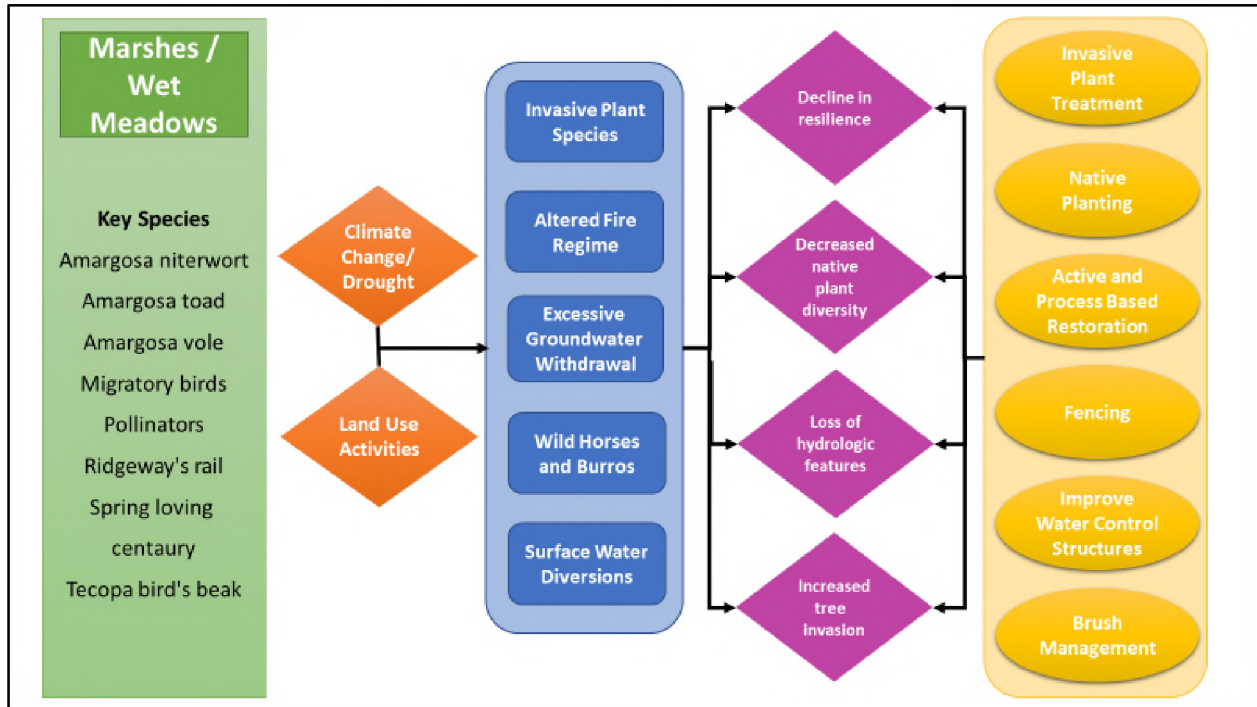 Marshes /
Wet
Meadows
Key Species
Amargosa niterwort
Amargosa toad
Amargosa vole
Migratory birds
Pollinators
Ridgeway's rail
Spring loving
centaury
Tecopa bird's beak
Climate
Change/
Drought
Land Use
Activities
Invasive Plant
Species
Altered Fire
Regime
Excessive
Groundwater
Withdrawal
Wild Horses
and Burros
Surface Water
Diversions
Decline in
resilience
Decreased
native
plant
diversity
Loss of
hydrologic
features
Increased
tree
invasion
Invasive
Plant
Treatment
Native
Planting
Active and
Process Based
Restoration
Fencing
Improve
Water Control
Structures
Brush
Management